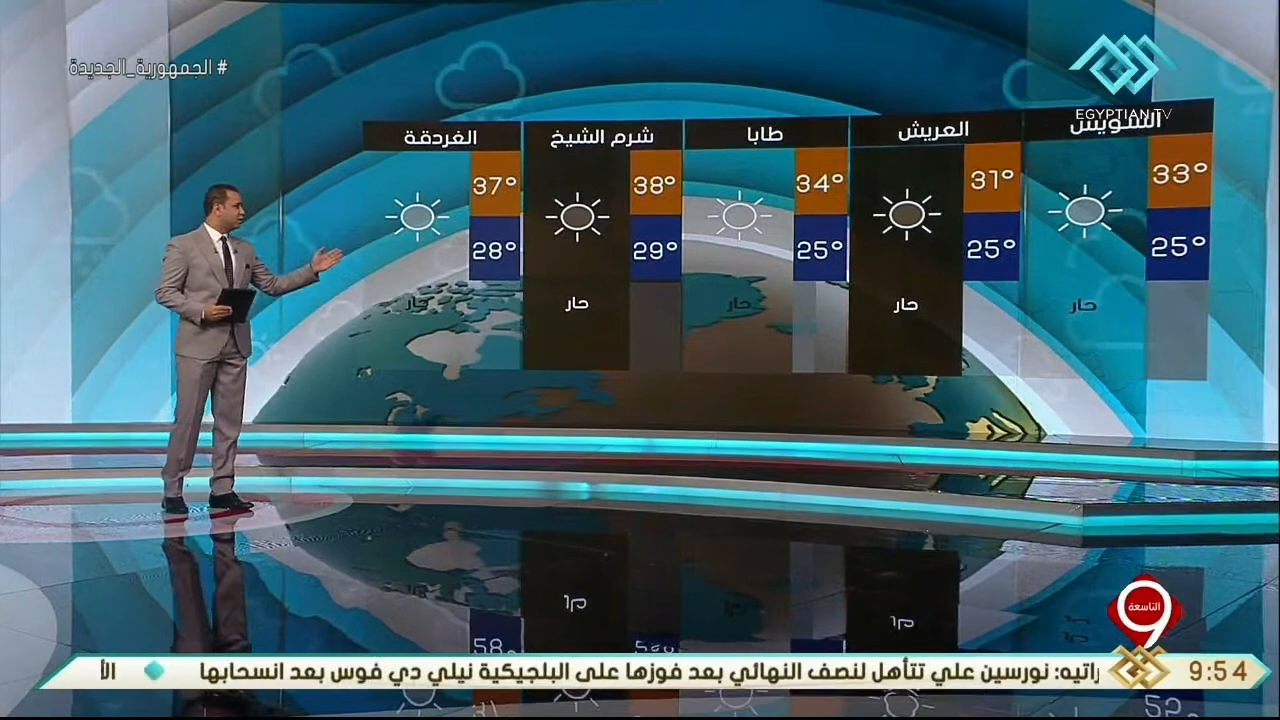 #الجمهورية_الجديدة
EGYPTIAN TV
السويس
33°
25°
حار
العريش
31°
25°
حار
طابا
34°
25°
حار
شرم الشيخ
38°
29°
حار
الغردقة
37°
28°
حار
التاسعة
9
9:54
راتيه: نورسين علي تتأهل لنصف النهائي بعد فوزها على البلجيكية نيلي دي فوس بعد انسحابها
الأ